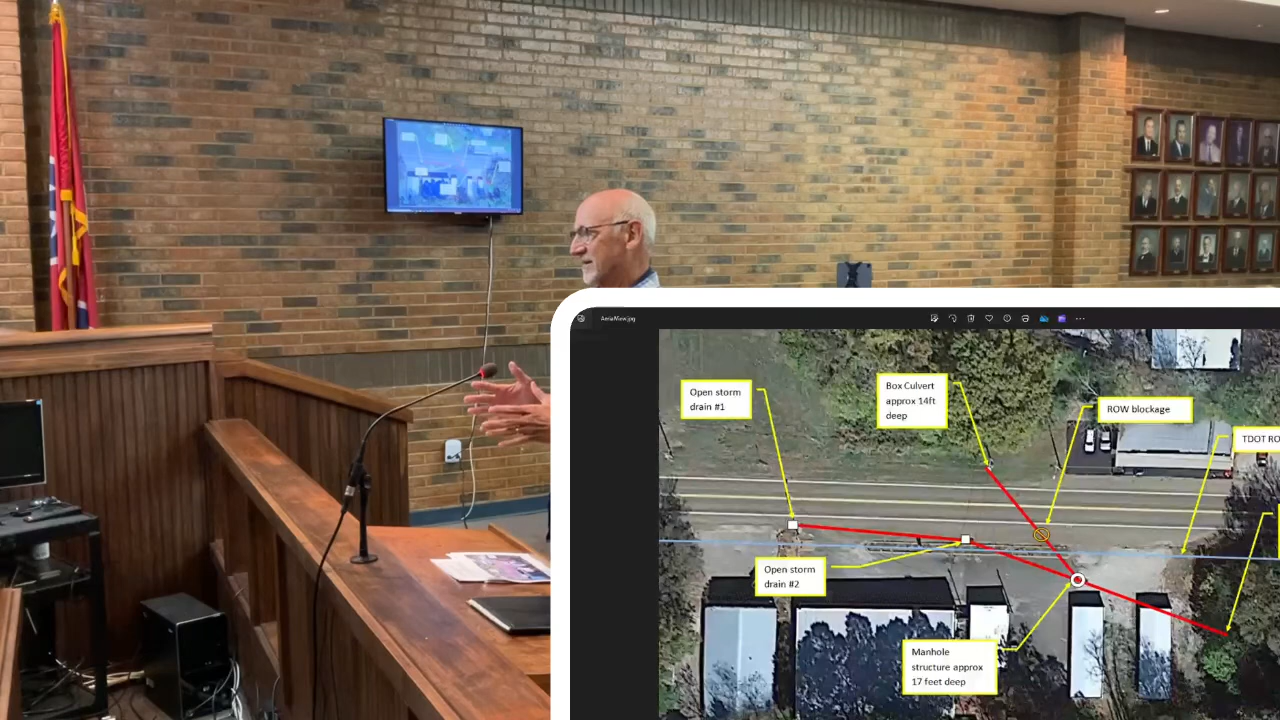 AerialView.jpg
Open storm
drain #1
Box Culvert
approx 14ft
deep
ROW blockage
TDOT RO
Open storm
drain #2
Manhole
structure approx
17 feet deep